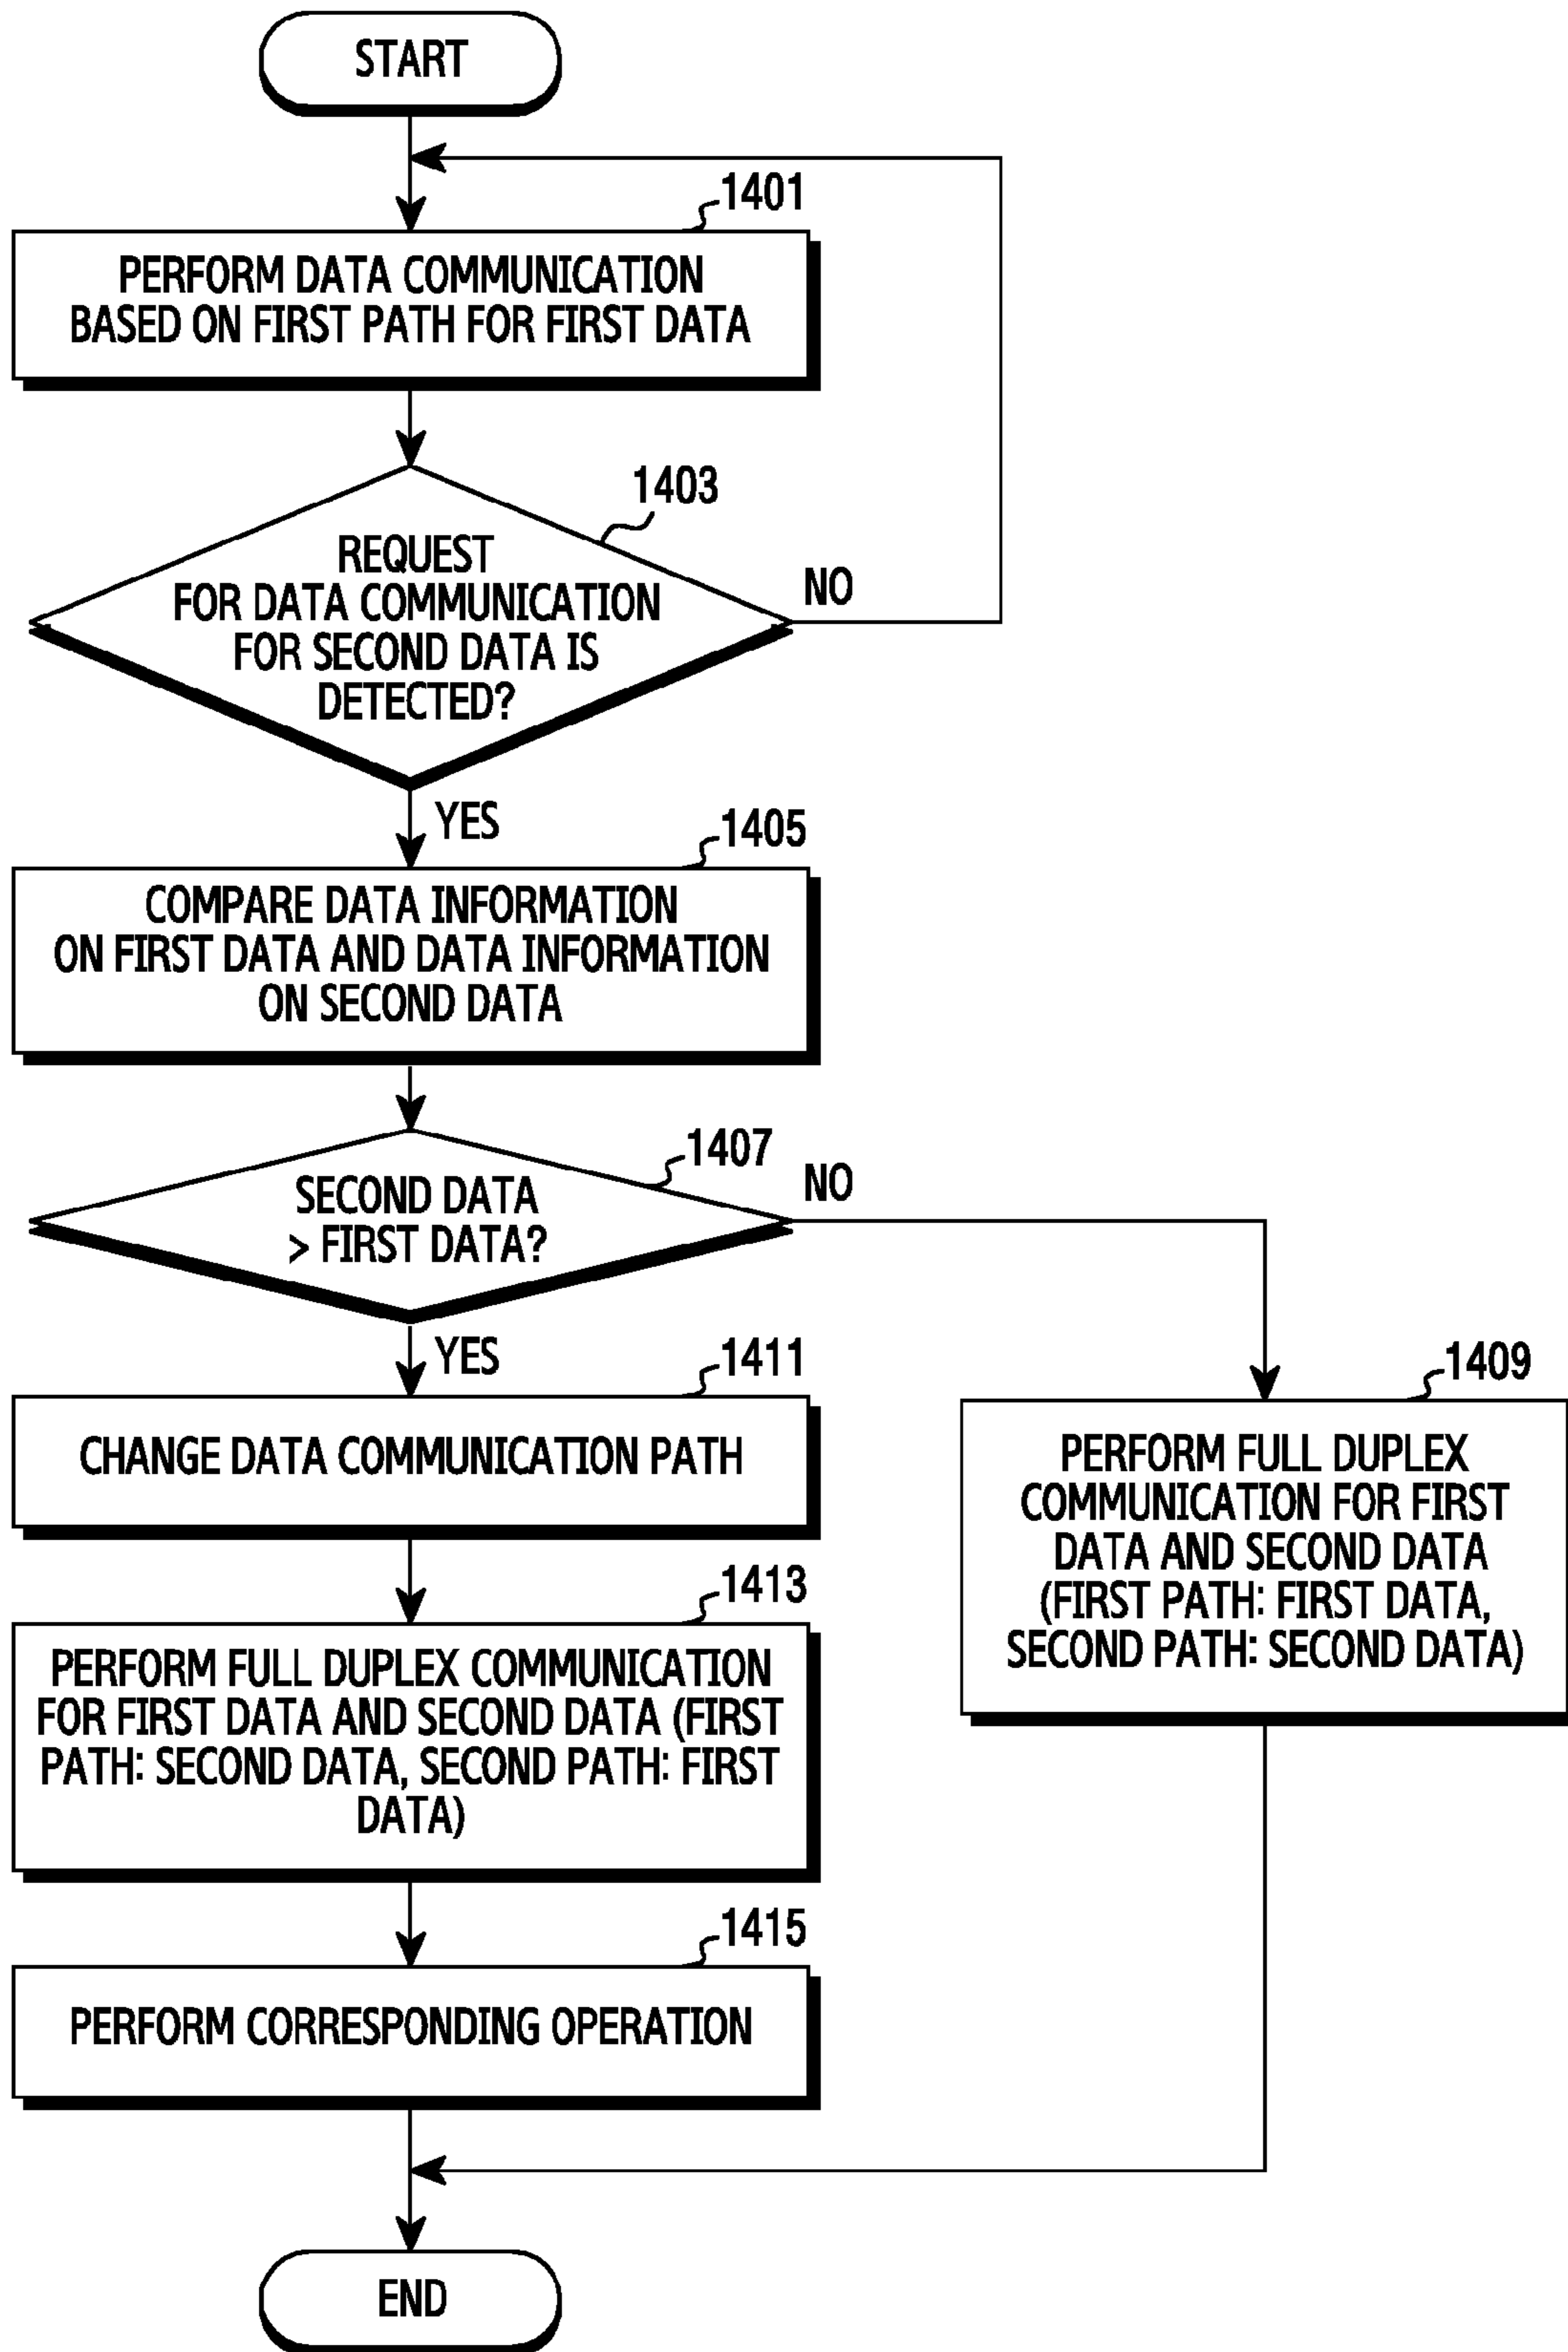 START
1401
PERFORM DATA COMMUNICATION
BASED ON FIRST PATH FOR FIRST DATA
1403
REQUEST
FOR DATA COMMUNICATION
FOR SECOND DATA IS
DETECTED?
NO
YES
1405
COMPARE DATA INFORMATION
ON FIRST DATA AND DATA INFORMATION
ON SECOND DATA
1407
SECOND DATA
> FIRST DATA?
NO
YES
1411
CHANGE DATA COMMUNICATION PATH
1409
PERFORM FULL DUPLEX
COMMUNICATION FOR FIRST
DATA AND SECOND DATA
(FIRST PATH: FIRST DATA,
SECOND PATH: SECOND DATA)
1413
PERFORM FULL DUPLEX COMMUNICATION
FOR FIRST DATA AND SECOND DATA (FIRST
PATH: SECOND DATA, SECOND PATH: FIRST
DATA)
1415
PERFORM CORRESPONDING OPERATION
END